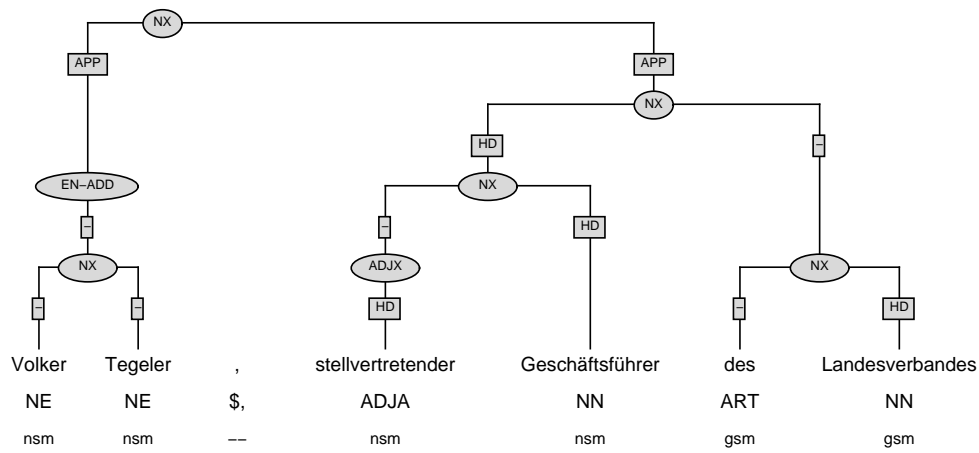 NX
APP APP
NX
HD –
EN–ADD NX
– – HD
NX ADJX NX
– – HD – HD
Volker Tegeler , stellvertretender Geschäftsführer des Landesverbandes
NE NE $, ADJA NN ART NN
nsm nsm –– nsm nsm gsm gsm